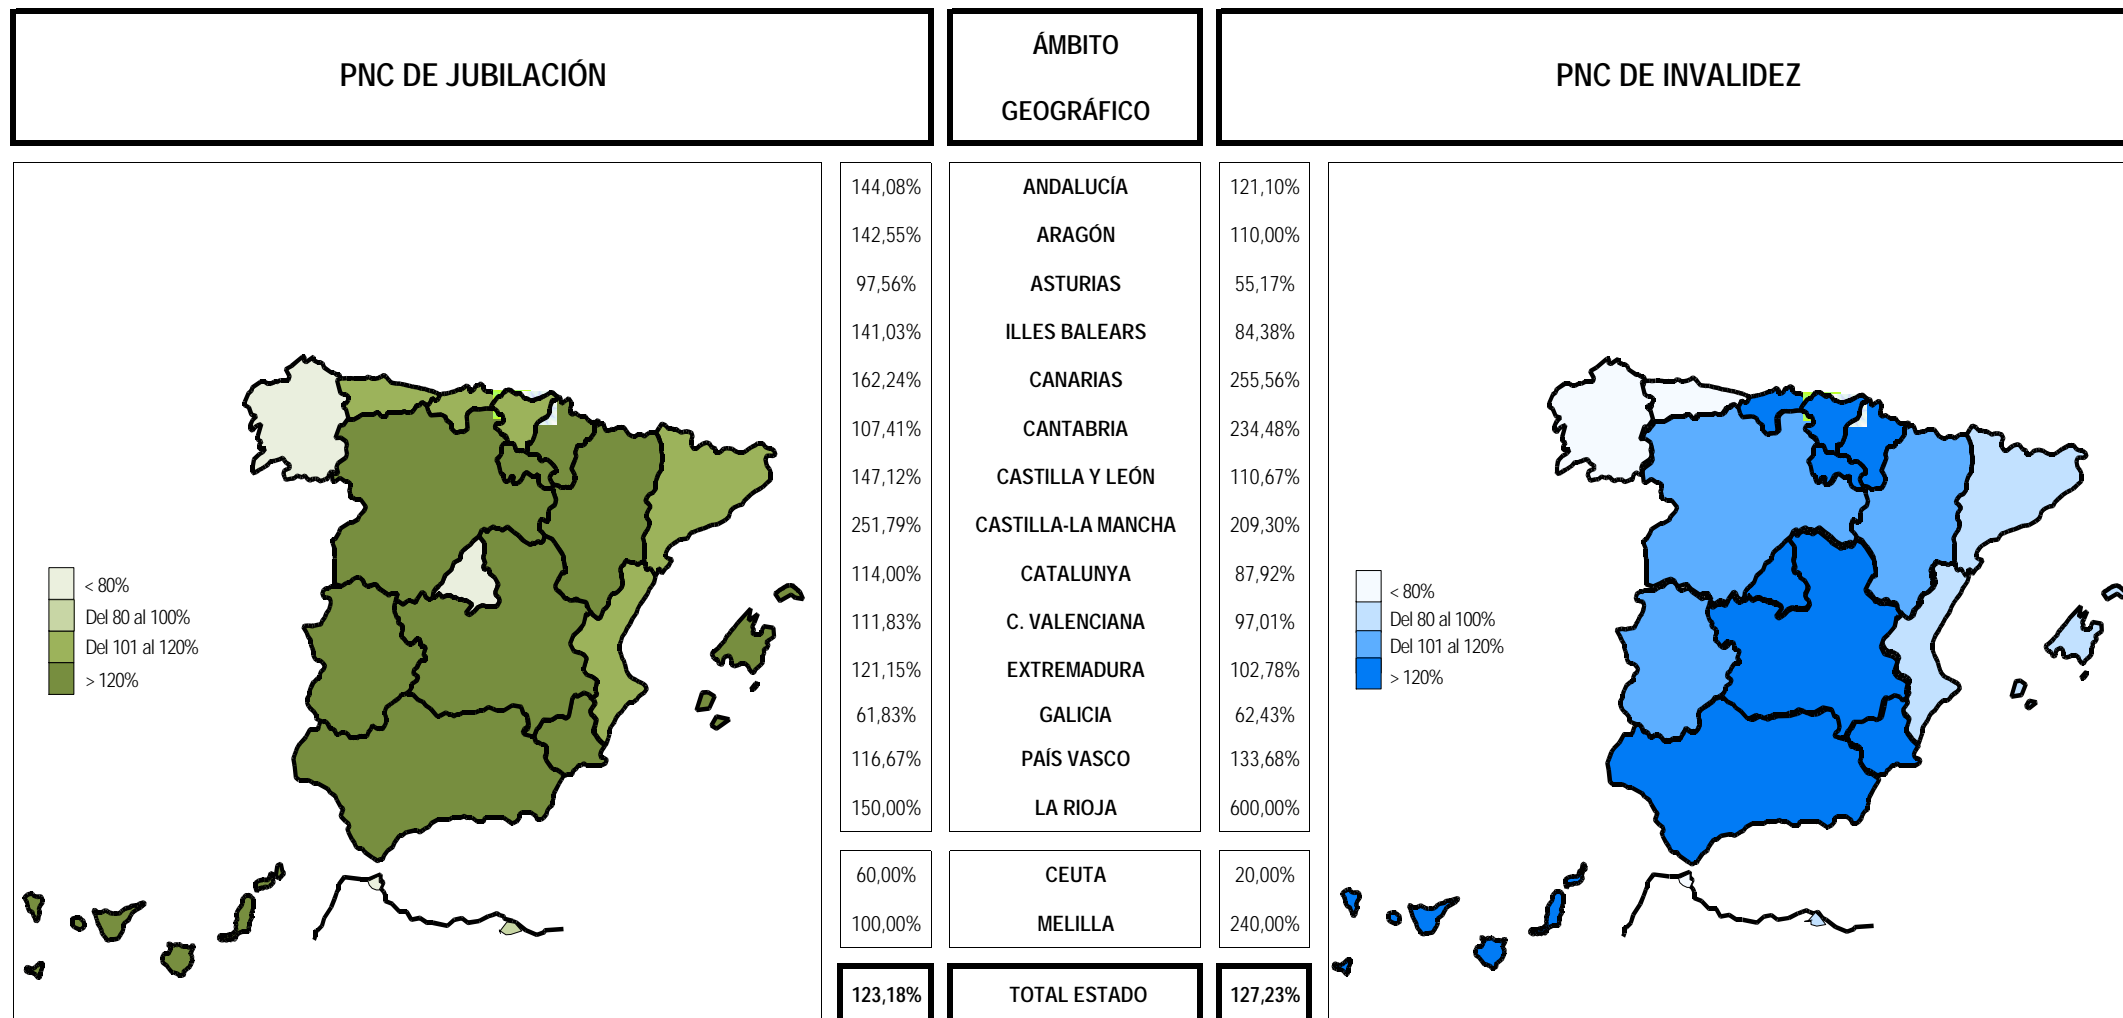 PNC DE JUBILACIÓN
ÁMBITO
GEOGRÁFICO
PNC DE INVALIDEZ
144,08% ANDALUCÍA 121,10%
142,55% ARAGÓN 110,00%
97,56% ASTURIAS 55,17%
141,03% ILLES BALEARS 84,38%
162,24% CANARIAS 255,56%
107,41% CANTABRIA 234,48%
147,12% CASTILLA Y LEÓN 110,67%
251,79% CASTILLA-LA MANCHA 209,30%
114,00% CATALUNYA 87,92%
111,83% C. VALENCIANA 97,01%
121,15% EXTREMADURA 102,78%
61,83% GALICIA 62,43%
116,67% PAÍS VASCO 133,68%
150,00% LA RIOJA 600,00%
60,00% CEUTA 20,00%
100,00% MELILLA 240,00%
123,18% TOTAL ESTADO 127,23%
< 80%
Del 80 al 100%
Del 101 al 120%
> 120%
< 80%
Del 80 al 100%
Del 101 al 120%
> 120%